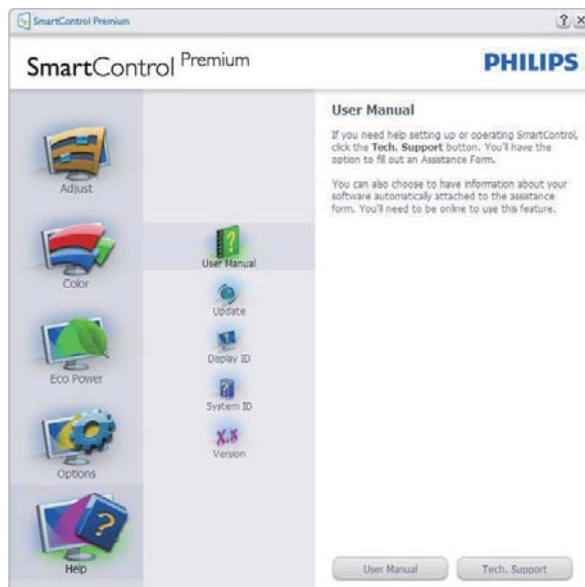 SmartControl Premium
SmartControl Premium
PHILIPS
Adjust
Color
Eco Power
Options
Help
User Manual
Update
Display ID
System ID
X.X
Version
User Manual
If you need help setting up or operating SmartControl,
click the Tech. Support button. You'll have the
option to fill out an Assistance Form.
You can also choose to have information about your
software automatically attached to the assistance
form. You'll need to be online to use this feature.
User Manual
Tech. Support